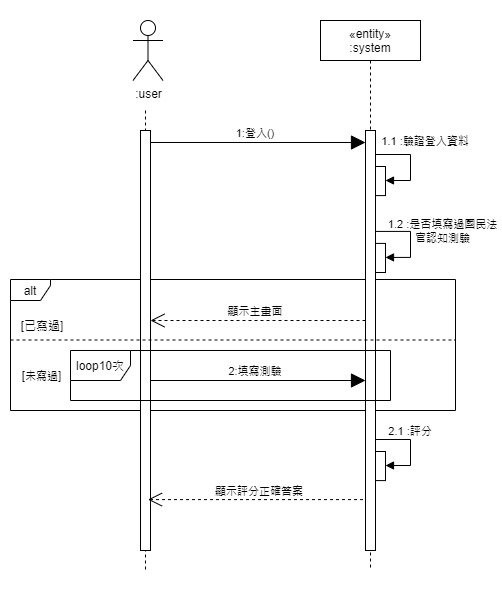 «entity»
:system
:user
1:登入()
1.1 :驗證登入資料
1.2 :是否填寫過國民法
官認知測驗
alt
顯示主畫面
[已寫過]
loop10次
[未寫過]
2:填寫測驗
2.1 :評分
顯示評分正確答案